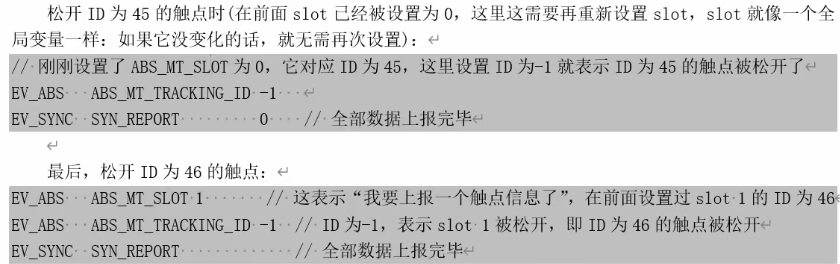 松开 ID 为 45 的触点时(在前面 slot 己经被设置为 0，这里这需要再重新设置 slot，slot 就像一个全
局变量一样：如果它没变化的话，就无需再次设置)：
// 刚刚设置了 ABS_MT_SLOT 为 0，它对应 ID 为 45，这里设置 ID 为-1 就表示 ID 为 45 的触点被松开了
EV_ABS   ABS_MT_TRACKING_ID -1
EV_SYNC  SYN_REPORT         0    // 全部数据上报完毕
最后，松开 ID 为 46 的触点：
EV_ABS   ABS_MT_SLOT 1       // 这表示“我要上报一个触点信息了”，在前面设置过 slot 1 的 ID 为 46
EV_ABS   ABS_MT_TRACKING_ID -1  // ID 为-1，表示 slot 1 被松开，即 ID 为 46 的触点被松开
EV_SYNC  SYN_REPORT             // 全部数据上报完毕